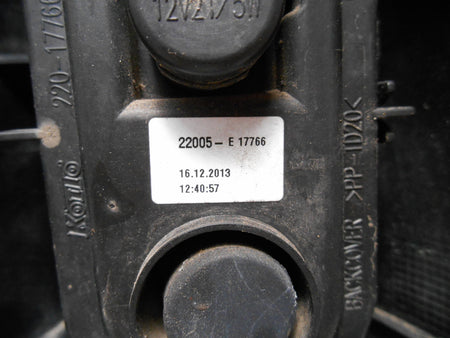 12V21/5W
220-17766
22005- E 17766
16.12.2013
12:40:57
Koito
BACKCOVER >PP-TD20<